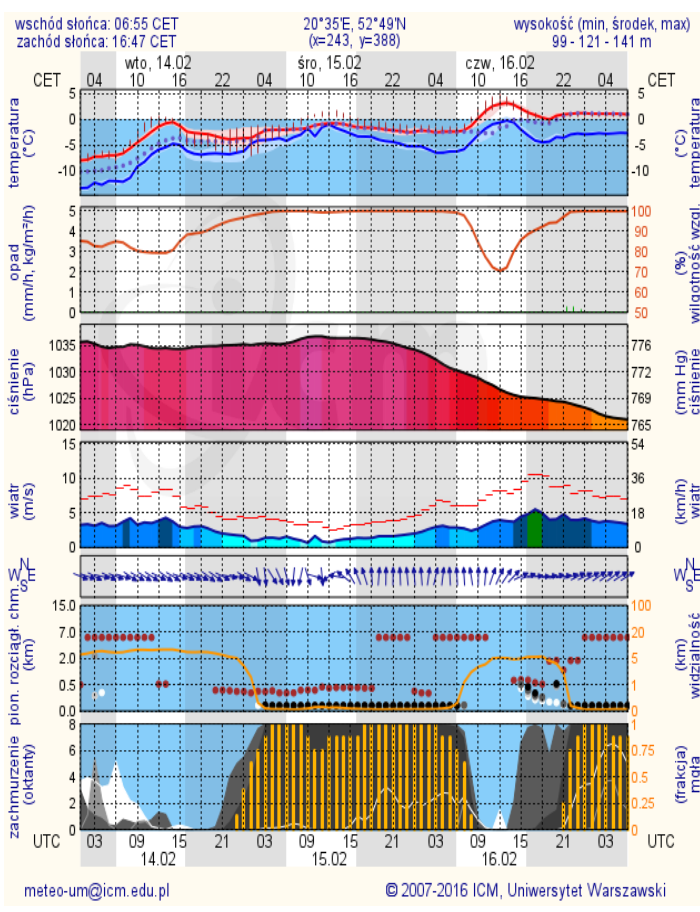 wschód słońca: 06:55 CET
zachód słońca: 16:47 CET
20°35'E, 52°49'N
(x=243, y=388)
wysokość (min, środek, max)
99 - 121 - 141 m
wto, 14.02 śro, 15.02 czw, 16.02
CET 04 10 16 22 04 10 16 22 04 10 16 22 04 CET
temperatura
(°C)
5
0
-5
-10
5
0
-5
-10
temperatura
(°C)
opad
(mm/h, kg/m²/h)
5
4
3
2
1
0
100
90
80
70
60
50
wilgotność wzgl.
(%)
ciśnienie
(hPa)
1035
1030
1025
1020
776
772
769
765
(mm Hg)
ciśnienie
wiatr
(m/s)
15
10
5
0
54
36
18
0
(km/h)
wiatr
N
W E
S
N
W E
S
pion. rozciągł. chm.
(km)
15.0
7.0
2.0
0.5
0.0
100
20
5
1
0
(km)
widzialność
zachmurzenie
(oktanty)
8
6
4
2
0
1
0.75
0.5
0.25
0
(frakcja)
mgła
UTC 03 09 15 21 03 09 15 21 03 09 15 21 03 UTC
14.02 15.02 16.02
meteo-um@icm.edu.pl
© 2007-2016 ICM, Uniwersytet Warszawski